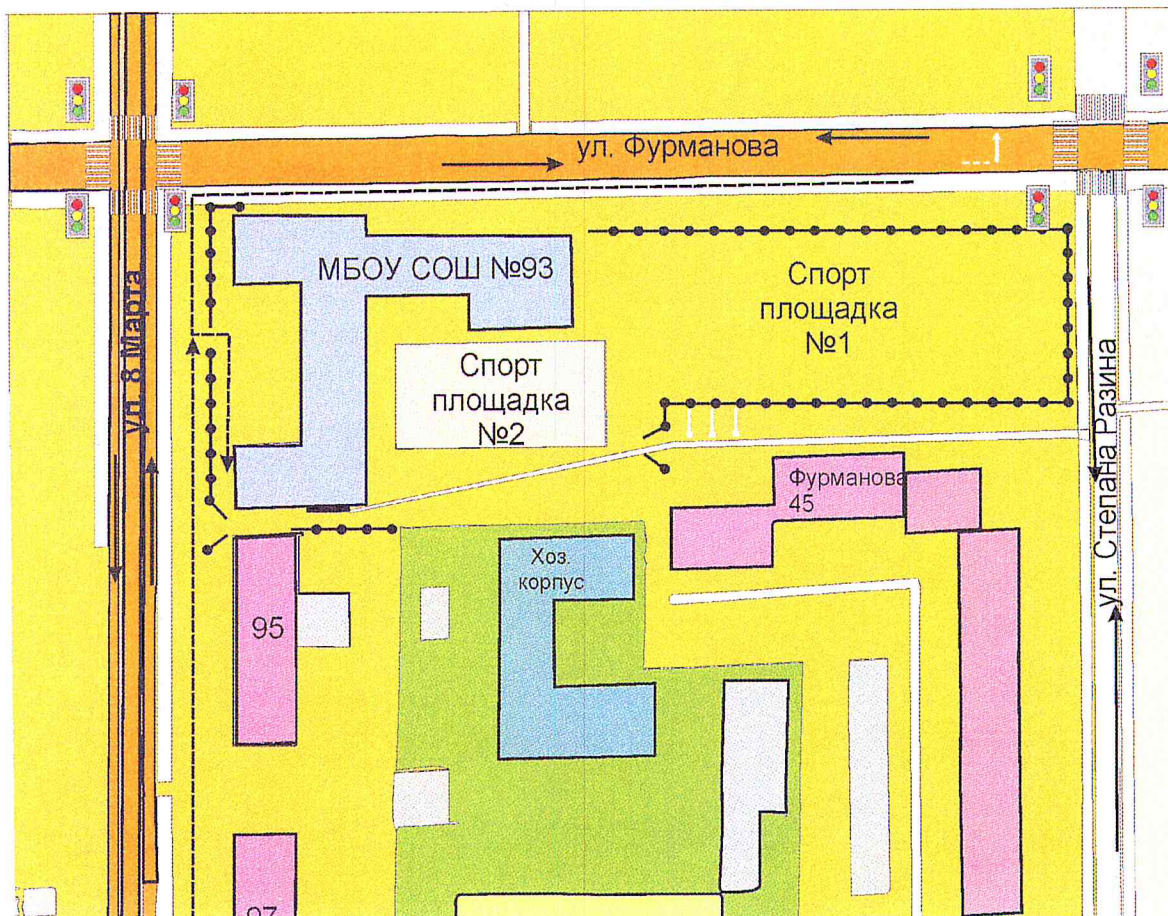 ул. Фурманова
МБОУ СОШ №93
Спорт
площадка
№1
ул. 8 Марта
Спорт
площадка
№2
ул. Степана Разина
Фурманова
45
Хоз.
корпус
95
97